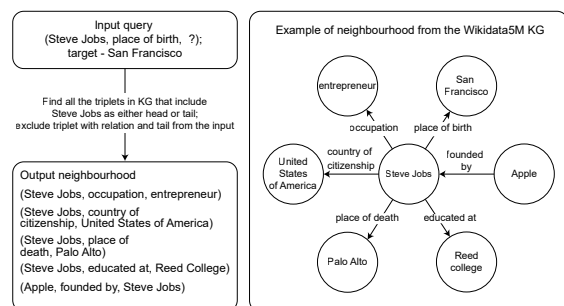 Input query
(Steve Jobs, place of birth, ?);
target - San Francisco
Find all the triplets in KG that include
Steve Jobs as either head or tail;
exclude triplet with relation and tail from the input
Output neighbourhood
(Steve Jobs, occupation, entrepreneur)
(Steve Jobs, country of
citizenship, United States of America)
(Steve Jobs, place of
death, Palo Alto)
(Steve Jobs, educated at, Reed College)
(Apple, founded by, Steve Jobs)
Example of neighbourhood from the Wikidata5M KG
entrepreneur
San
Francisco
occupation
place of birth
United
States
of America
country of
citizenship
Steve Jobs
founded
by
Apple
place of death
educated at
Palo Alto
Reed
college